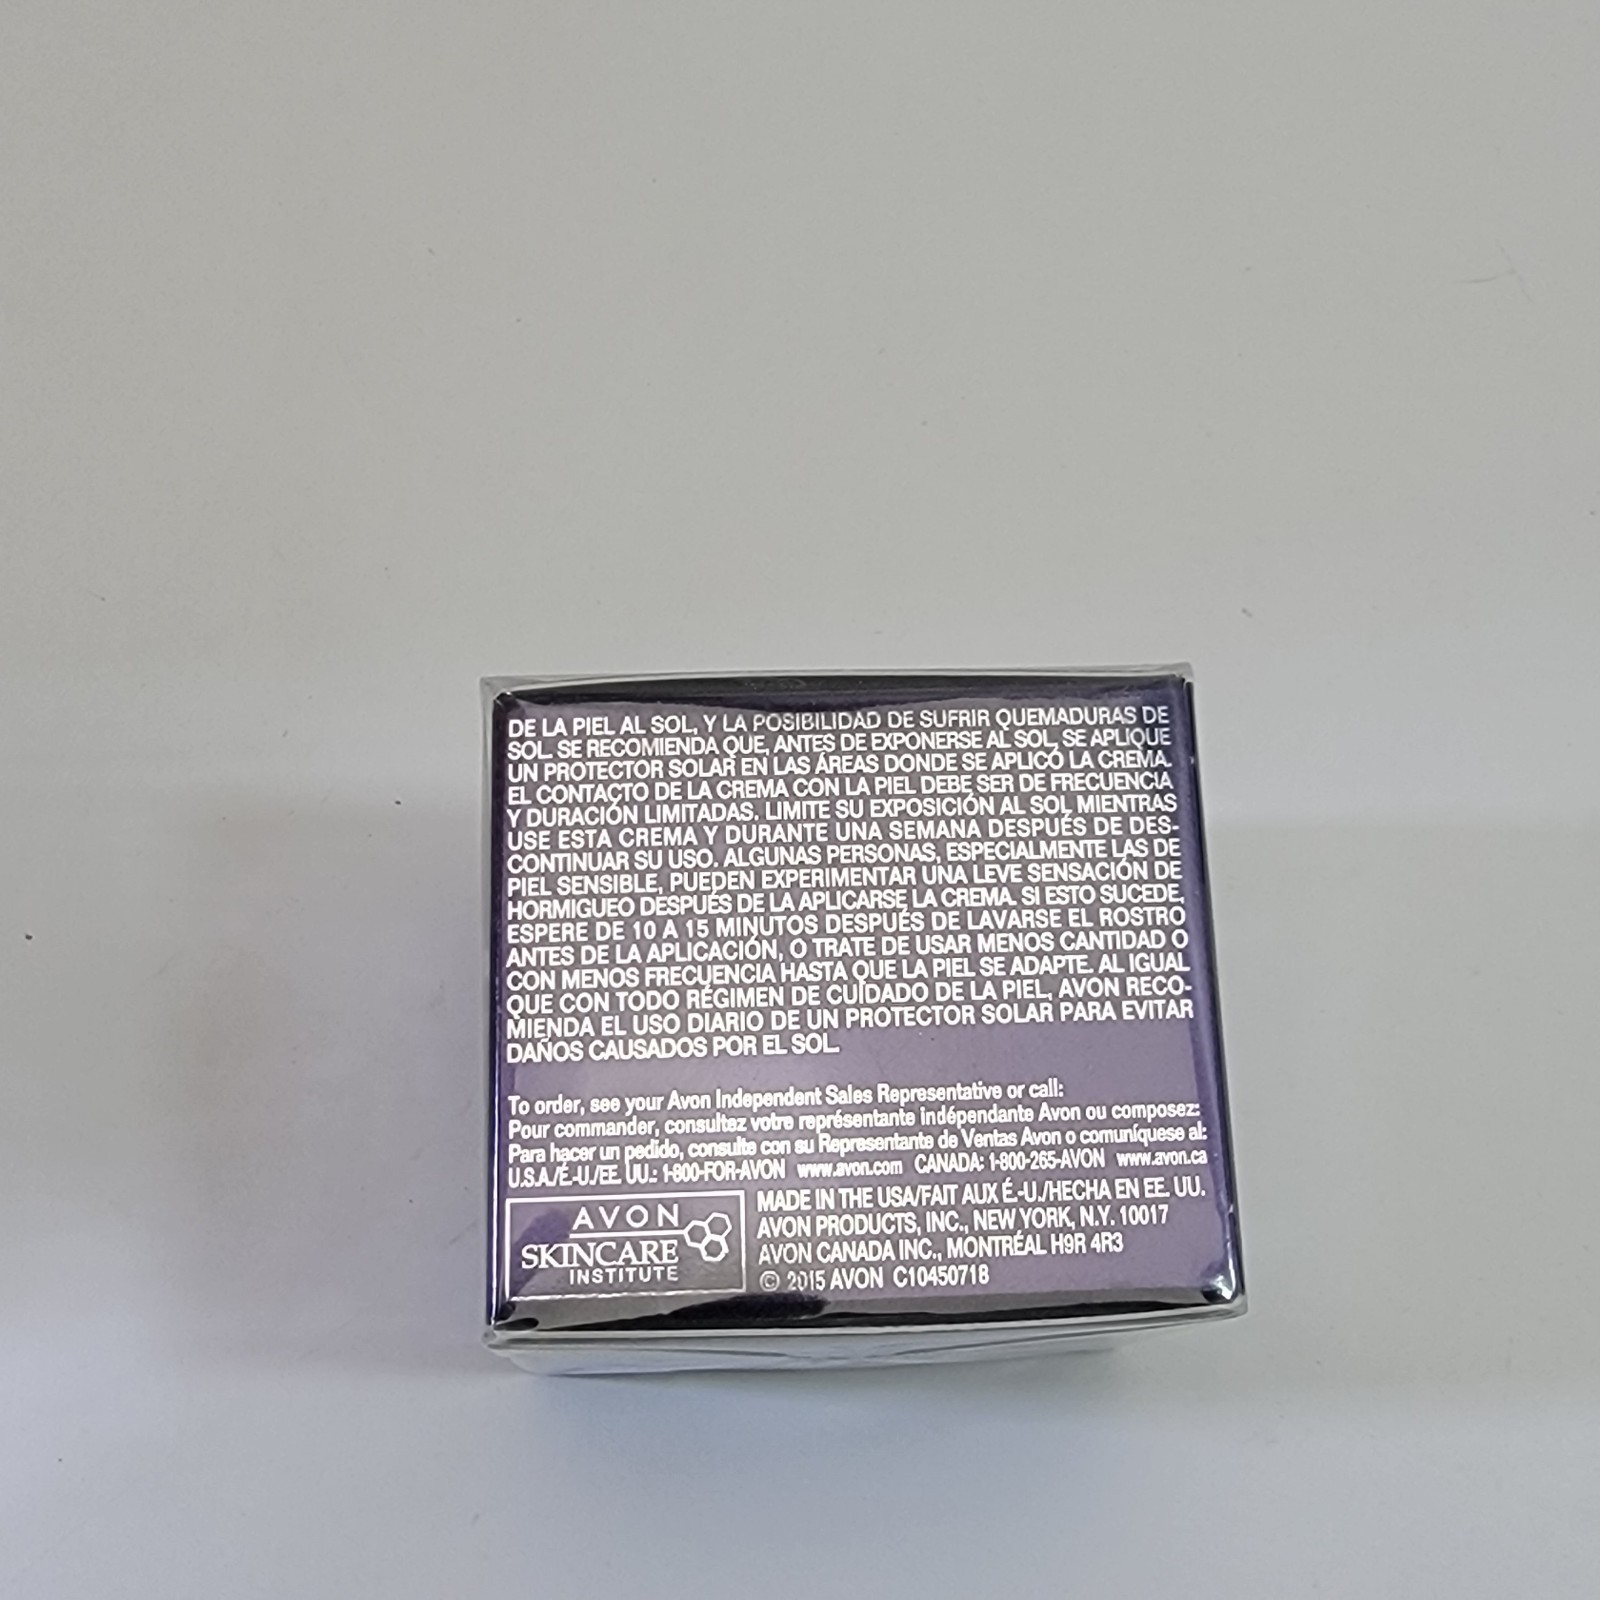 DE LA PIEL AL SOL, Y LA POSIBILIDAD DE SUFRIR QUEMADURAS DE
SOL. SE RECOMIENDA QUE, ANTES DE EXPONERSE AL SOL, SE APLIQUE
UN PROTECTOR SOLAR EN LAS ÁREAS DONDE SE APLICÓ LA CREMA.
EL CONTACTO DE LA CREMA CON LA PIEL DEBE SER DE FRECUENCIA
Y DURACIÓN LIMITADAS. LIMITE SU EXPOSICIÓN AL SOL MIENTRAS
USE ESTA CREMA Y DURANTE UNA SEMANA DESPUÉS DE DES-
CONTINUAR SU USO. ALGUNAS PERSONAS, ESPECIALMENTE LAS DE
PIEL SENSIBLE, PUEDEN EXPERIMENTAR UNA LEVE SENSACIÓN DE
HORMIGUEO DESPUÉS DE LA APLICARSE LA CREMA. SI ESTO SUCEDE,
ESPERE DE 10 A 15 MINUTOS DESPUÉS DE LAVARSE EL ROSTRO
ANTES DE LA APLICACIÓN, O TRATE DE USAR MENOS CANTIDAD O
CON MENOS FRECUENCIA HASTA QUE LA PIEL SE ADAPTE. AL IGUAL
QUE CON TODO RÉGIMEN DE CUIDADO DE LA PIEL, AVON RECO-
MIENDA EL USO DIARIO DE UN PROTECTOR SOLAR PARA EVITAR
DAÑOS CAUSADOS POR EL SOL.
To order, see your Avon Independent Sales Representative or call:
Pour commander, consultez votre représentante indépendante Avon ou composez:
Para hacer un pedido, consulte con su Representante de Ventas Avon o comuníquese al:
U.S.A./É.-U./EE. UU.: 1-800-FOR-AVON www.avon.com CANADA: 1-800-265-AVON www.avon.ca
AVON
SKINCARE
INSTITUTE
MADE IN THE USA/FAIT AUX É.-U./HECHA EN EE. UU.
AVON PRODUCTS, INC., NEW YORK, N.Y. 10017
AVON CANADA INC., MONTRÉAL H9R 4R3
© 2015 AVON C10450718